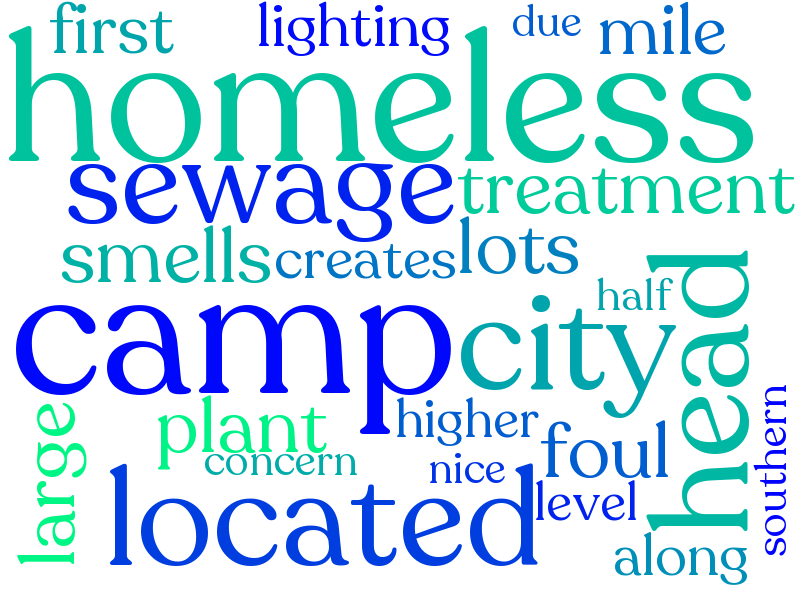 first lighting due mile
homeless
sewage treatment
smells creates lots
half
camp city head
large plant higher southern
concern nice foul
located level
along